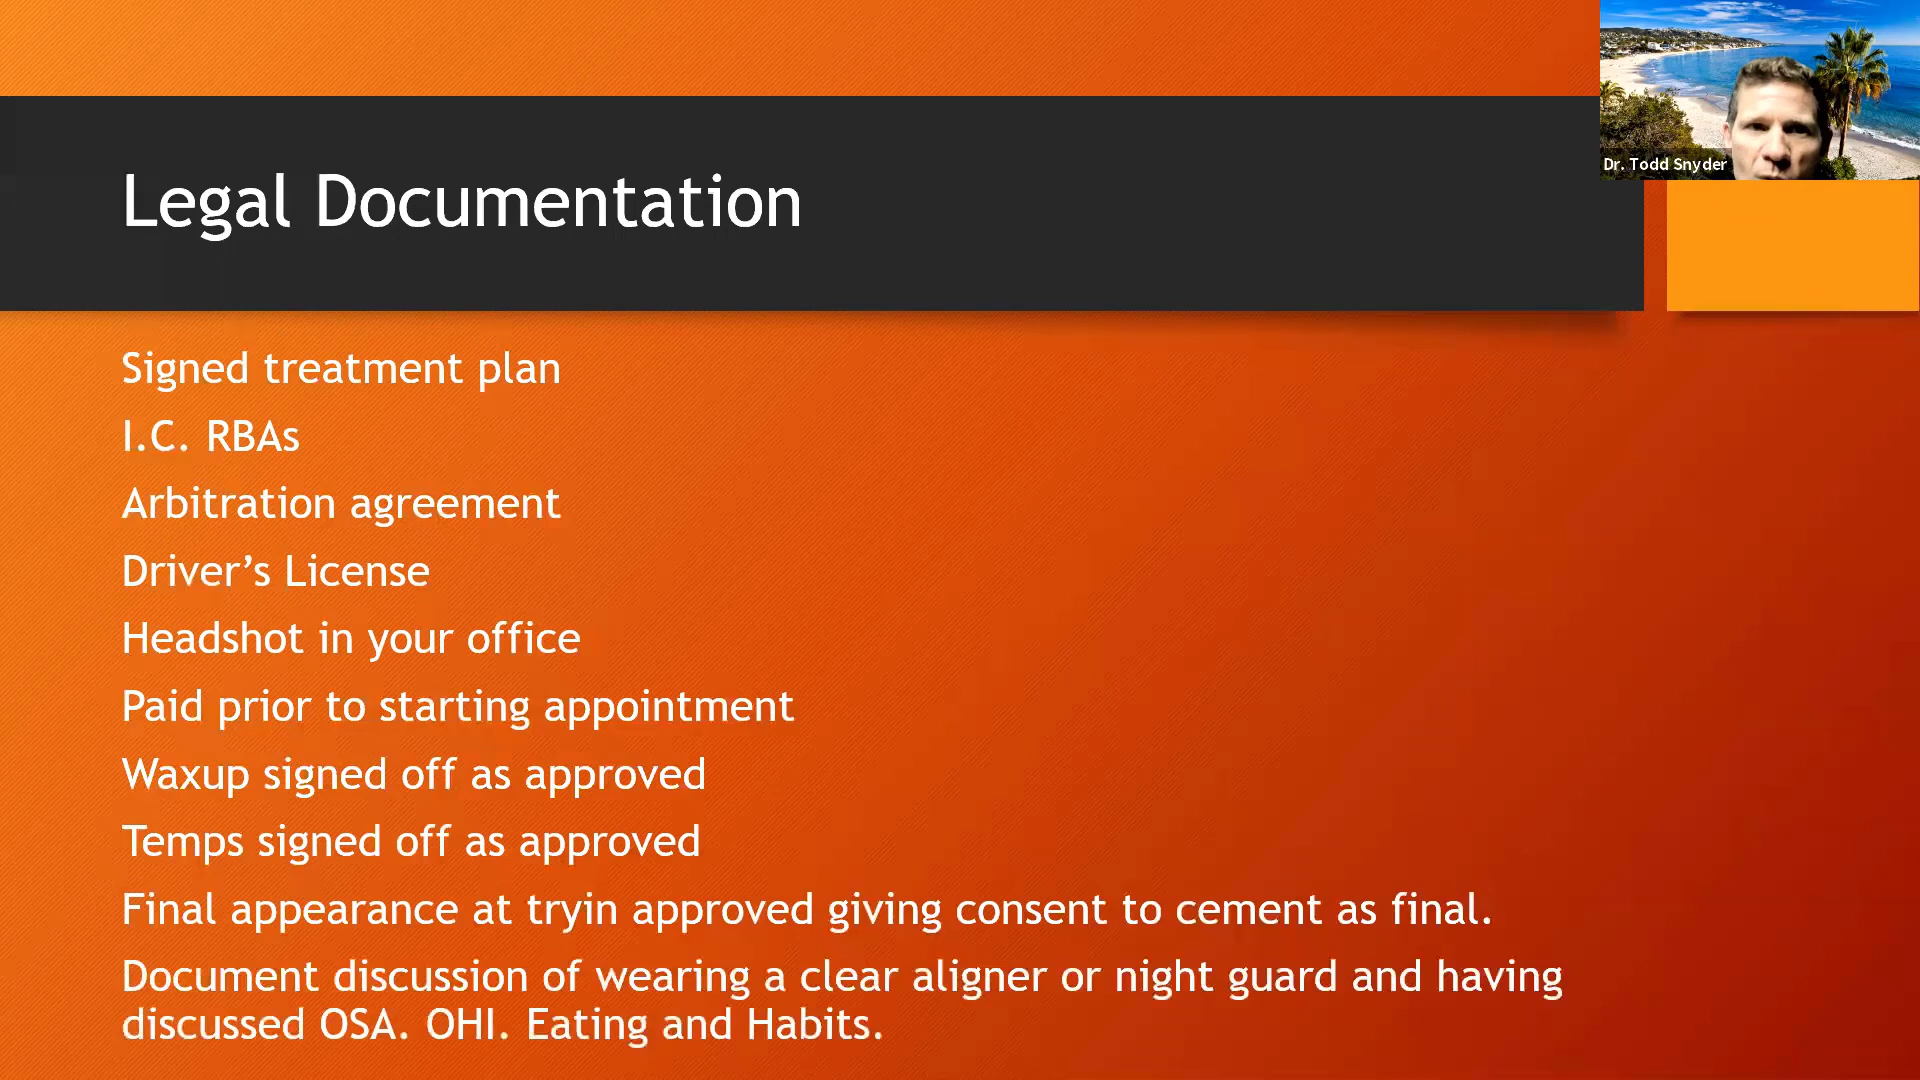 Dr. Todd Snyder
Legal Documentation
Signed treatment plan
I.C. RBAs
Arbitration agreement
Driver’s License
Headshot in your office
Paid prior to starting appointment
Waxup signed off as approved
Temps signed off as approved
Final appearance at tryin approved giving consent to cement as final.
Document discussion of wearing a clear aligner or night guard and having
discussed OSA. OHI. Eating and Habits.